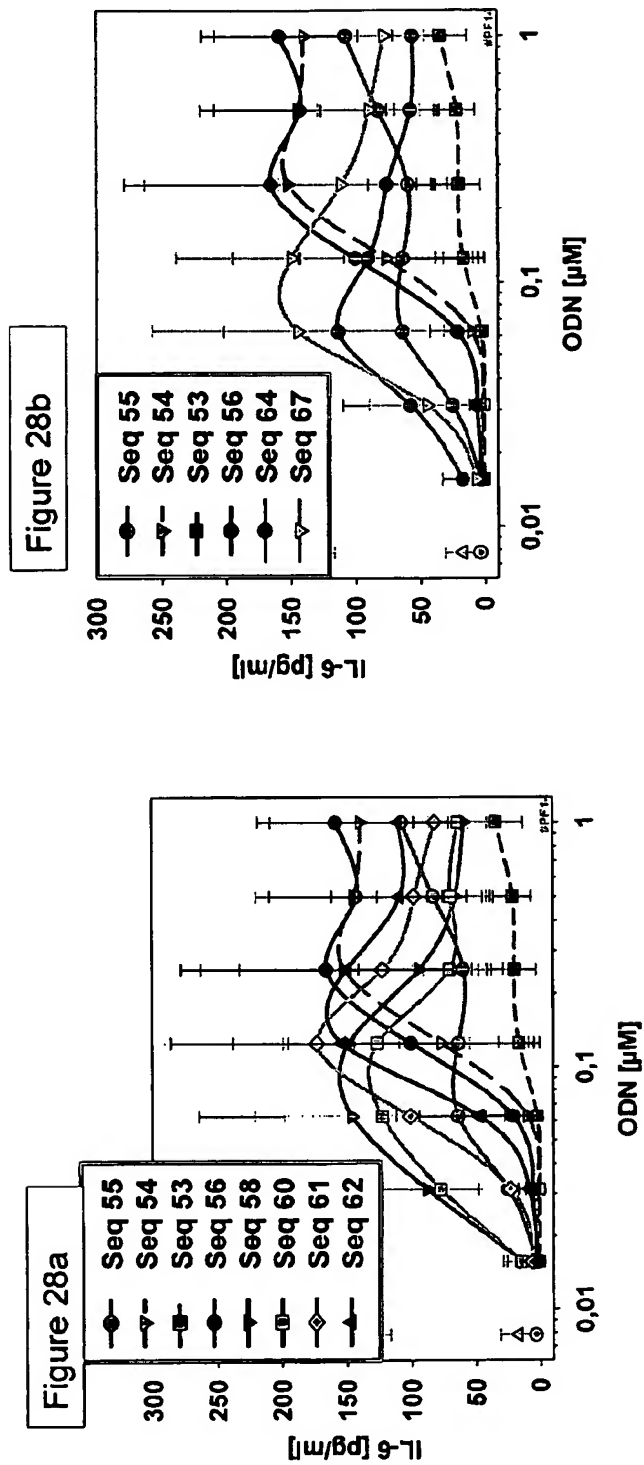 Figure 28a
Seq 55
Seq 54
Seq 53
Seq 56
Seq 58
Seq 60
Seq 61
Seq 62
IL-6 [pg/ml]
300
250
200
150
100
50
0
0,01
0,1
1
ODN [µM]
Figure 28b
Seq 55
Seq 54
Seq 53
Seq 56
Seq 64
Seq 67
IL-6 [pg/ml]
300
250
200
150
100
50
0
0,01
0,1
1
ODN [µM]